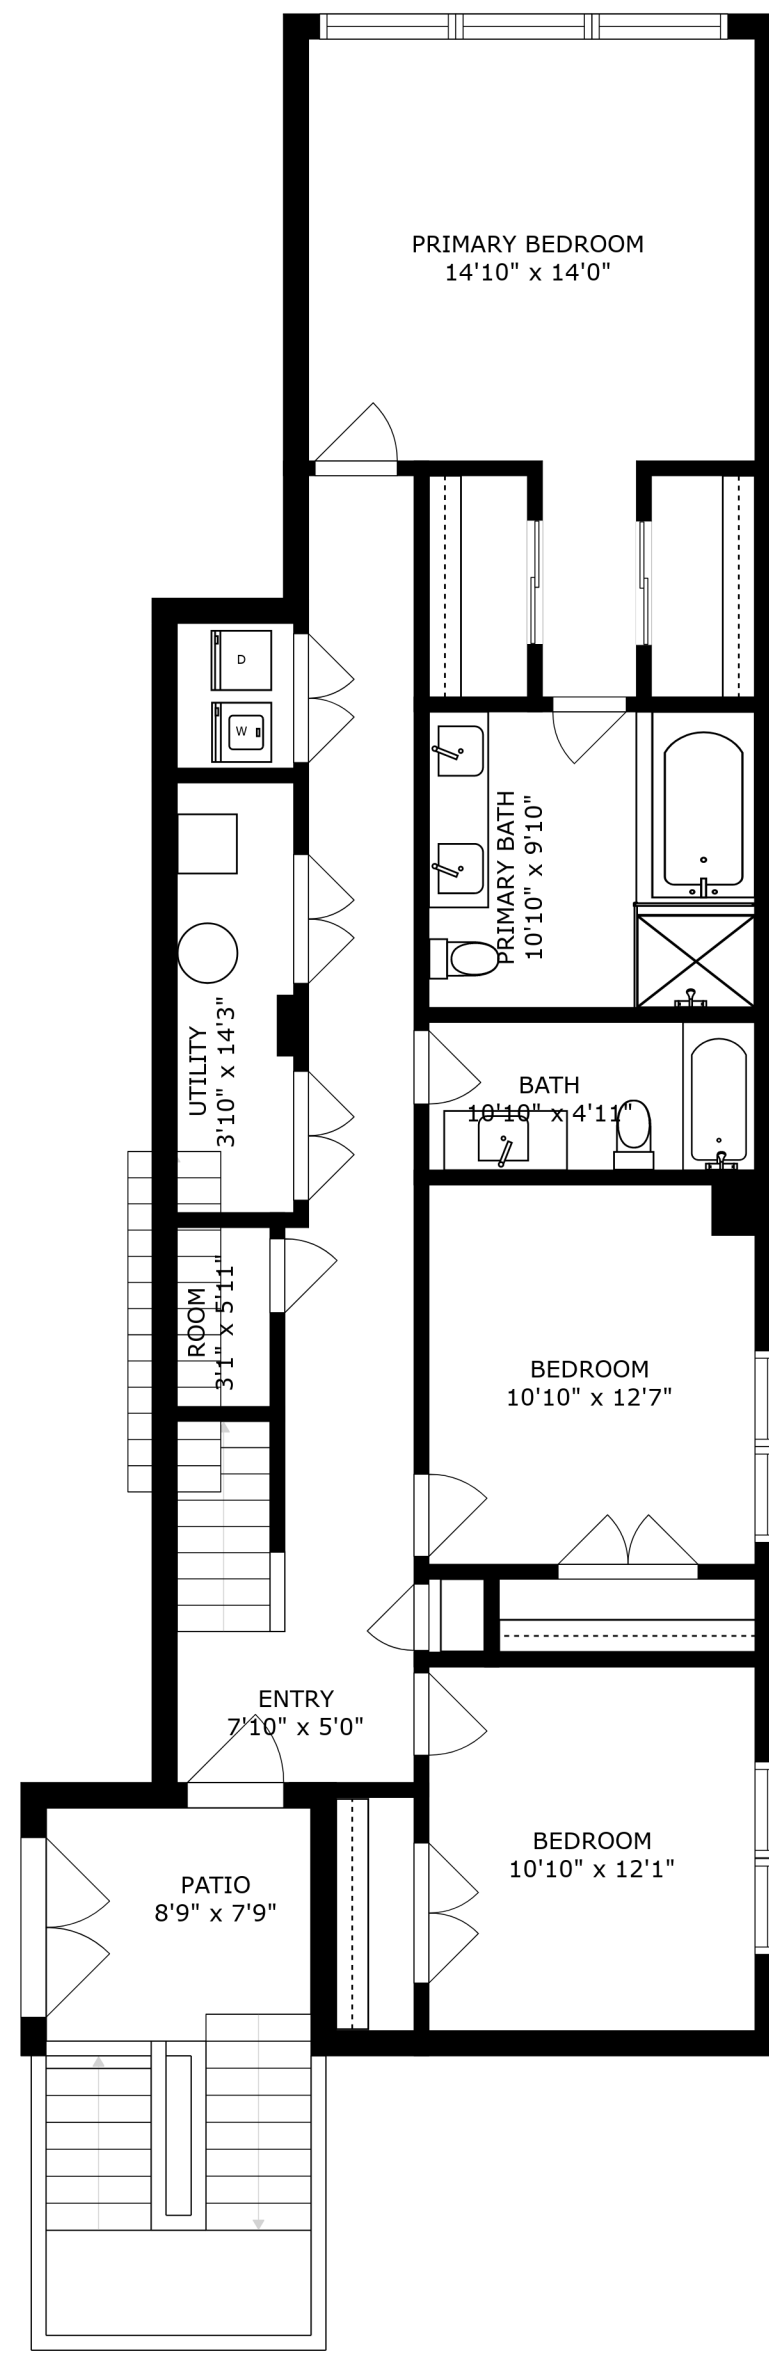 PRIMARY BEDROOM
14'10" x 14'0"
D
W
PRIMARY BATH
10'10" x 9'10"
UTILITY
3'10" x 14'3"
BATH
10'10" x 4'11"
ROOM
3'1" x 5'11"
BEDROOM
10'10" x 12'7"
ENTRY
7'10" x 5'0"
BEDROOM
10'10" x 12'1"
PATIO
8'9" x 7'9"